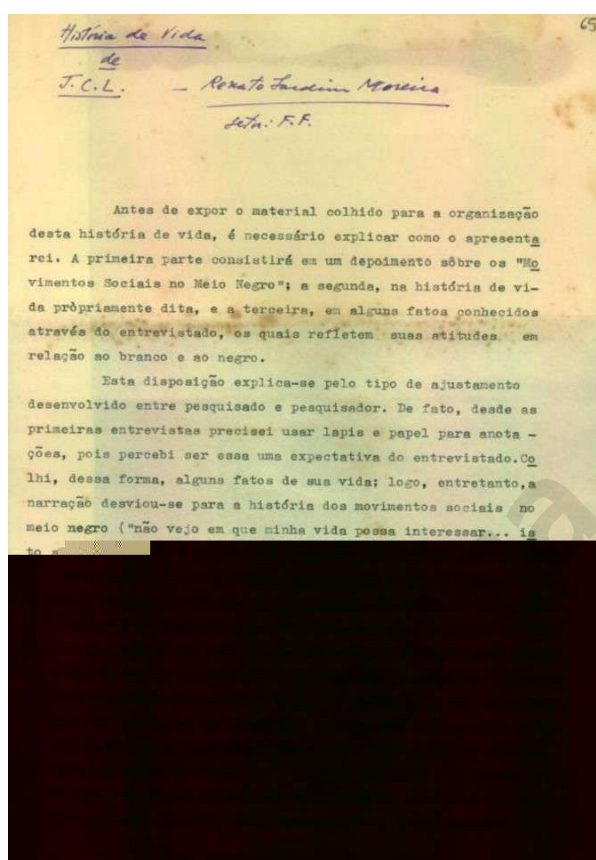 65
História de Vida
de
J.C.L. - Renato Jardim Moreira
Setor: F.F.
Antes de expor o material colhido para a organização
desta história de vida, é necessário explicar como o apresenta
rei. A primeira parte consistirá em um depoimento sôbre os "Mo
vimentos Sociais no Meio Negro"; a segunda, na história de vi-
da pròpriamente dita, e a terceira, em alguns fatos conhecidos
através do entrevistado, os quais refletem suas atitudes em
relação ao branco e ao negro.
Esta disposição explica-se pelo tipo de ajustamento
desenvolvido entre pesquisado e pesquisador. De fato, desde as
primeiras entrevistas precisei usar lapis e papel para anota -
ções, pois percebi ser essa uma expectativa do entrevistado.Co
lhi, dessa forma, alguns fatos de sua vida; logo, entretanto,a
narração desviou-se para a história dos movimentos sociais no
meio negro ("não vejo em que minha vida possa interessar... is
to